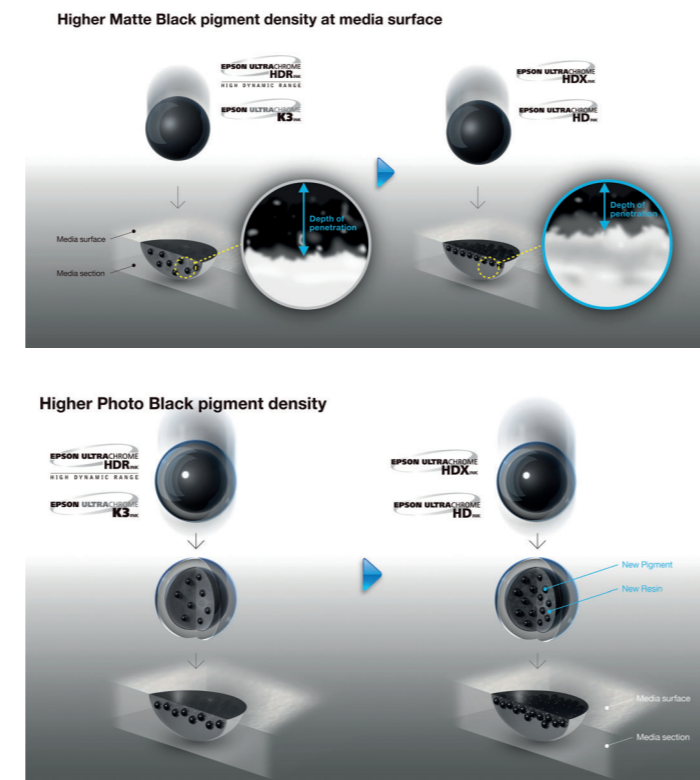 Higher Matte Black pigment density at media surface
EPSON ULTRACHROME
HDR INK
HIGH DYNAMIC RANGE
EPSON ULTRACHROME
K3 INK
EPSON ULTRACHROME
HDX INK
EPSON ULTRACHROME
HD INK
Depth of
penetration
Depth of
penetration
Media surface
Media section
Higher Photo Black pigment density
EPSON ULTRACHROME
HDR INK
HIGH DYNAMIC RANGE
EPSON ULTRACHROME
K3 INK
EPSON ULTRACHROME
HDX INK
EPSON ULTRACHROME
HD INK
New Pigment
New Resin
Media surface
Media section